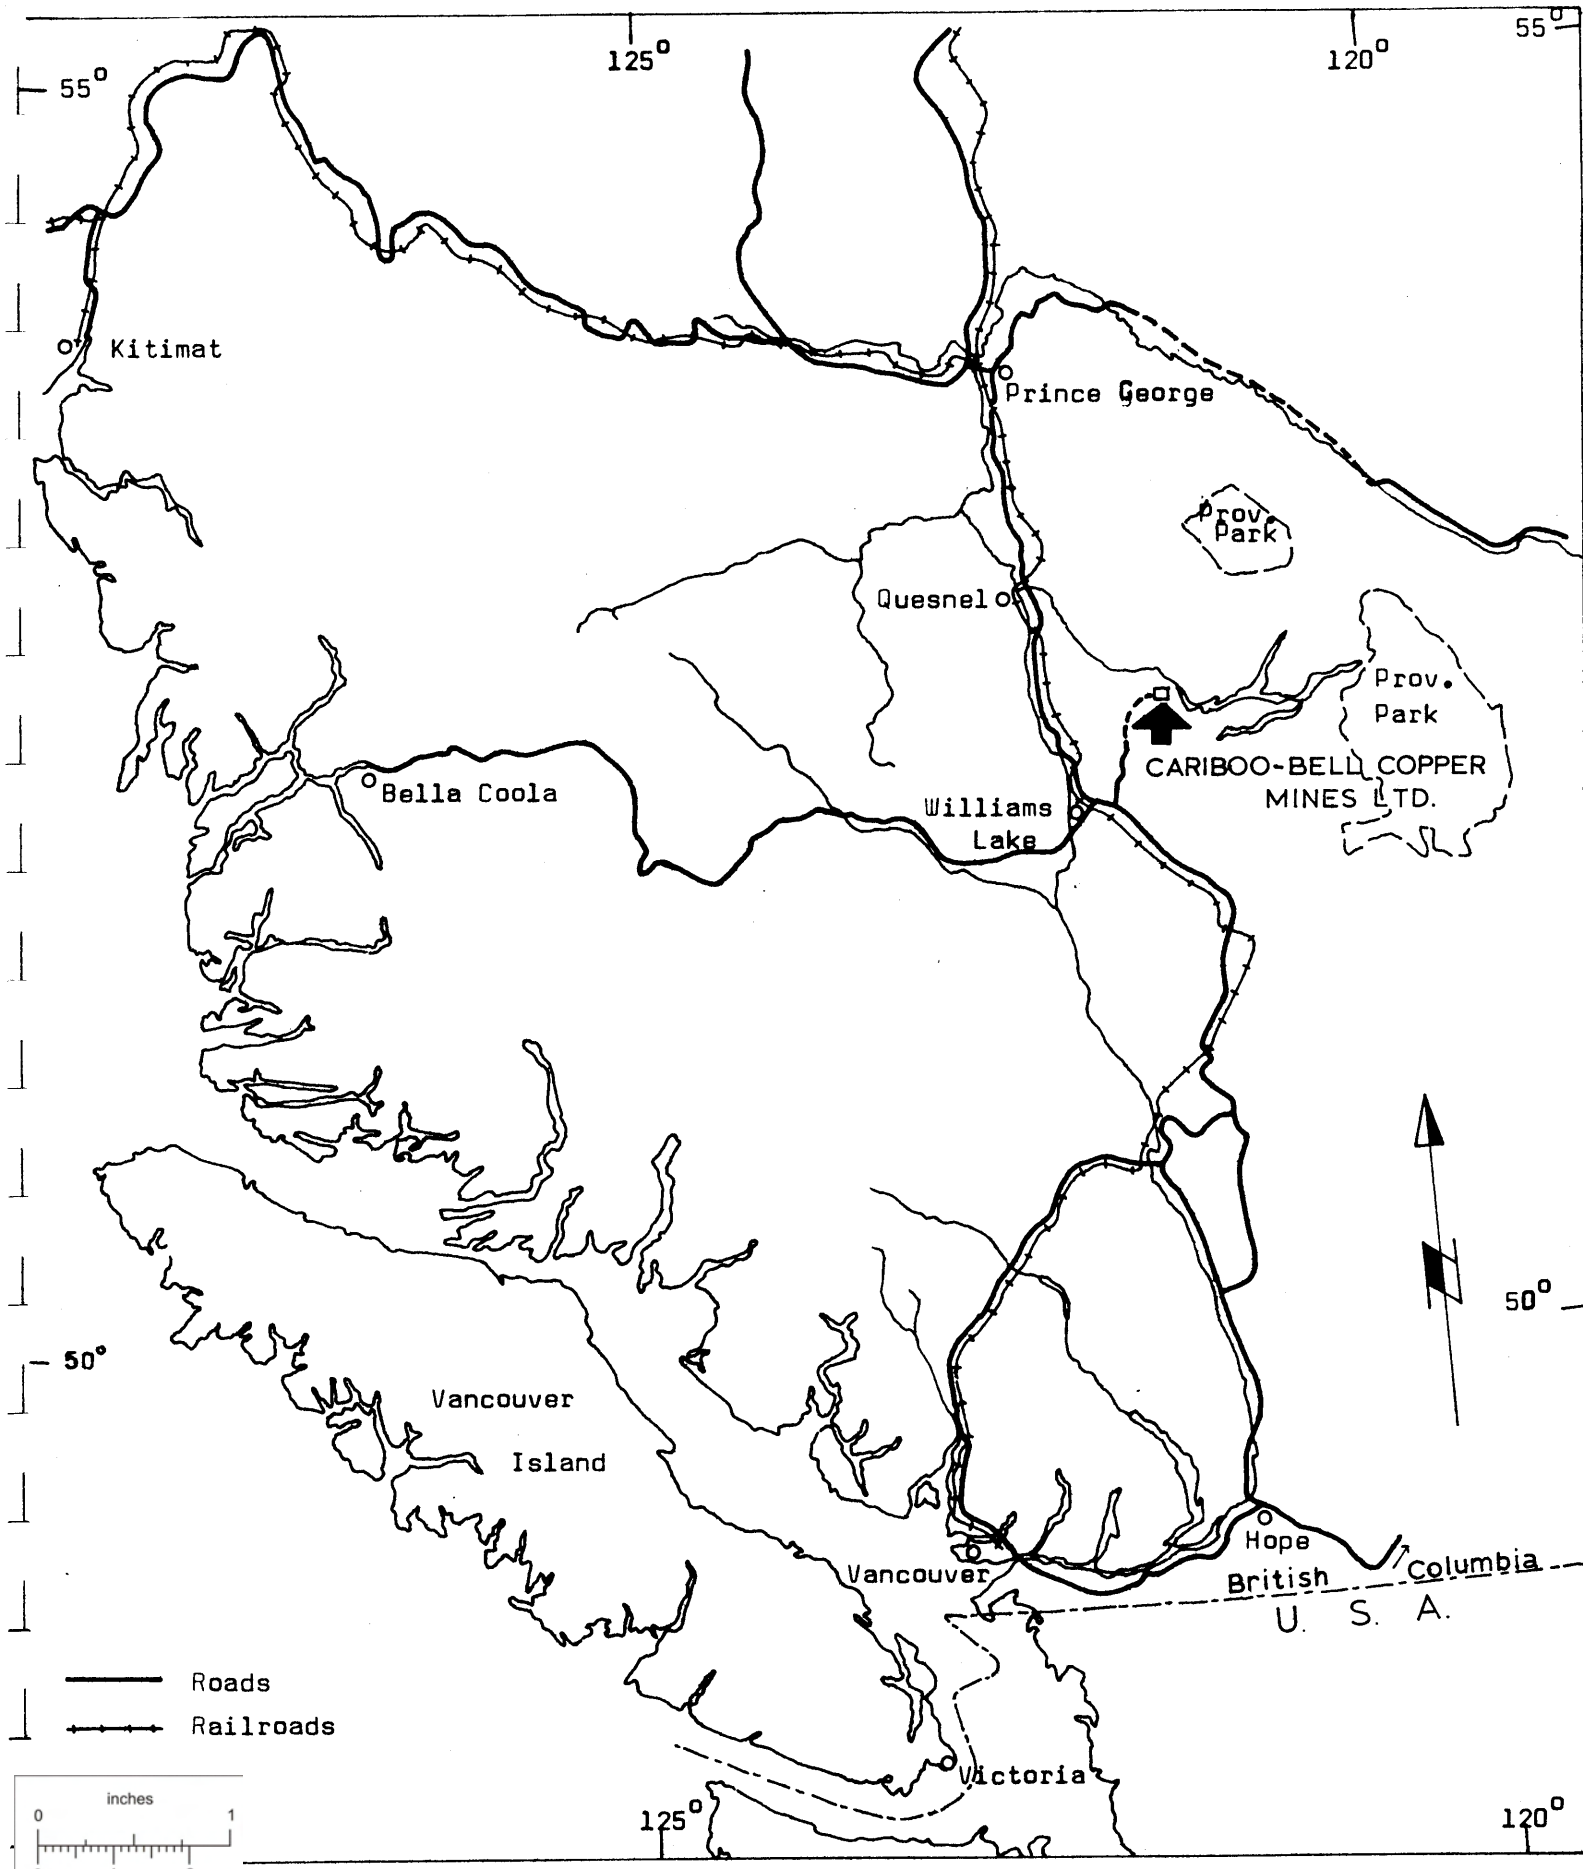 55°
125°
120°
55°
Kitimat
Prince George
Prov.
Park
Quesnel
Prov.
Park
CARIBOO-BELL COPPER
MINES LTD.
Bella Coola
Williams
Lake
50°
50°
Vancouver
Island
Hope
Vancouver
British Columbia
U. S. A.
Roads
Railroads
Victoria
inches
0 1
125°
120°